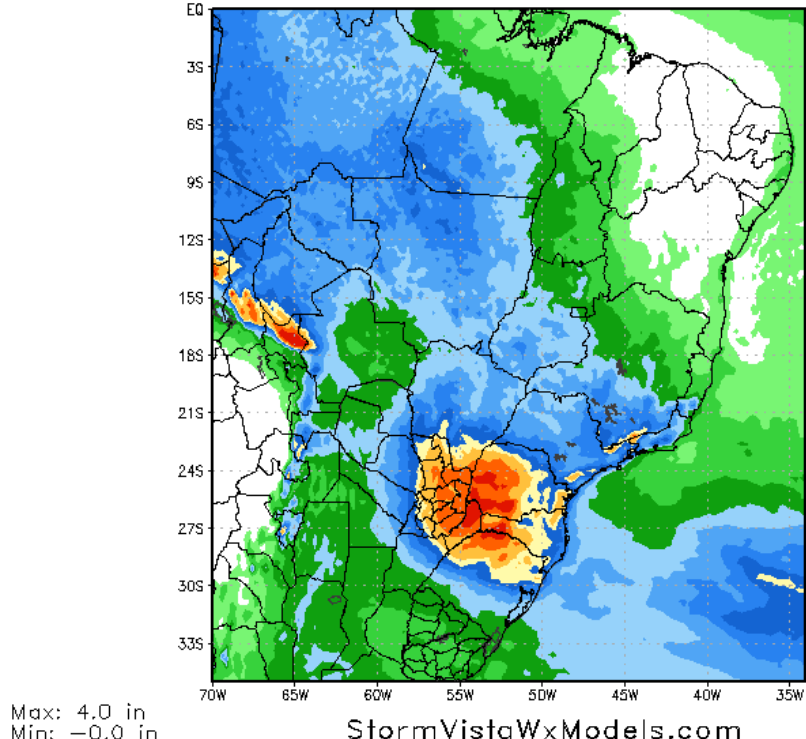 EQ
3S
6S
9S
12S
15S
18S
21S
24S
27S
30S
33S
70W 65W 60W 55W 50W 45W 40W 35W
Max: 4.0 in
Min: -0.0 in
StormVistaWxModels.com